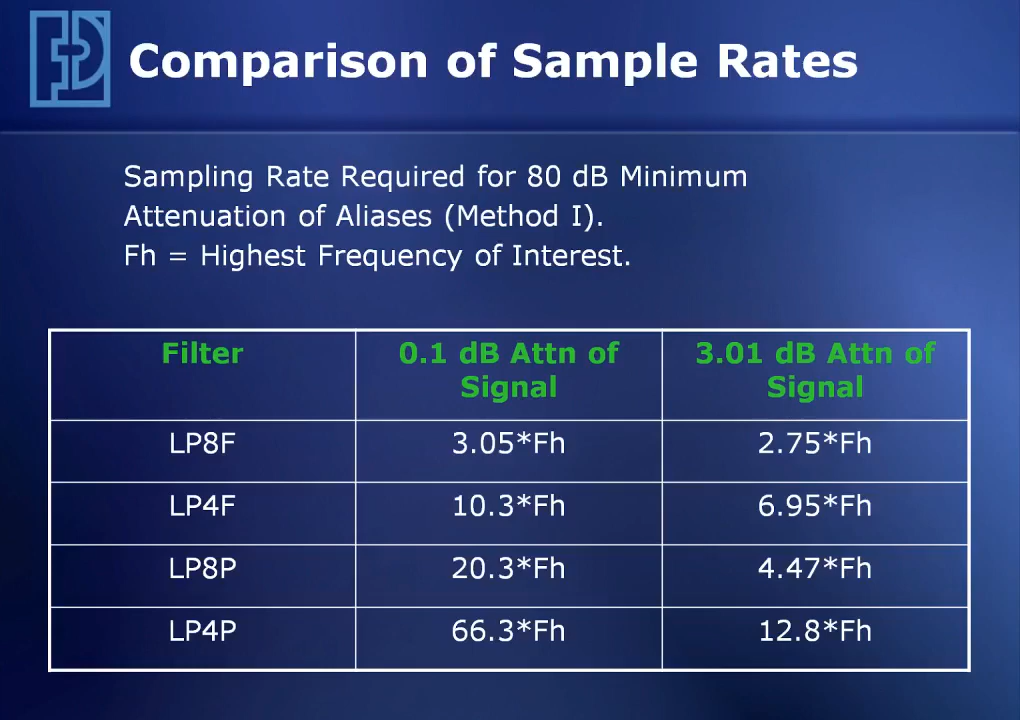 Comparison of Sample Rates
Sampling Rate Required for 80 dB Minimum
Attenuation of Aliases (Method I).
Fh = Highest Frequency of Interest.
Filter
0.1 dB Attn of
Signal
3.01 dB Attn of
Signal
LP8F 3.05*Fh 2.75*Fh
LP4F 10.3*Fh 6.95*Fh
LP8P 20.3*Fh 4.47*Fh
LP4P 66.3*Fh 12.8*Fh